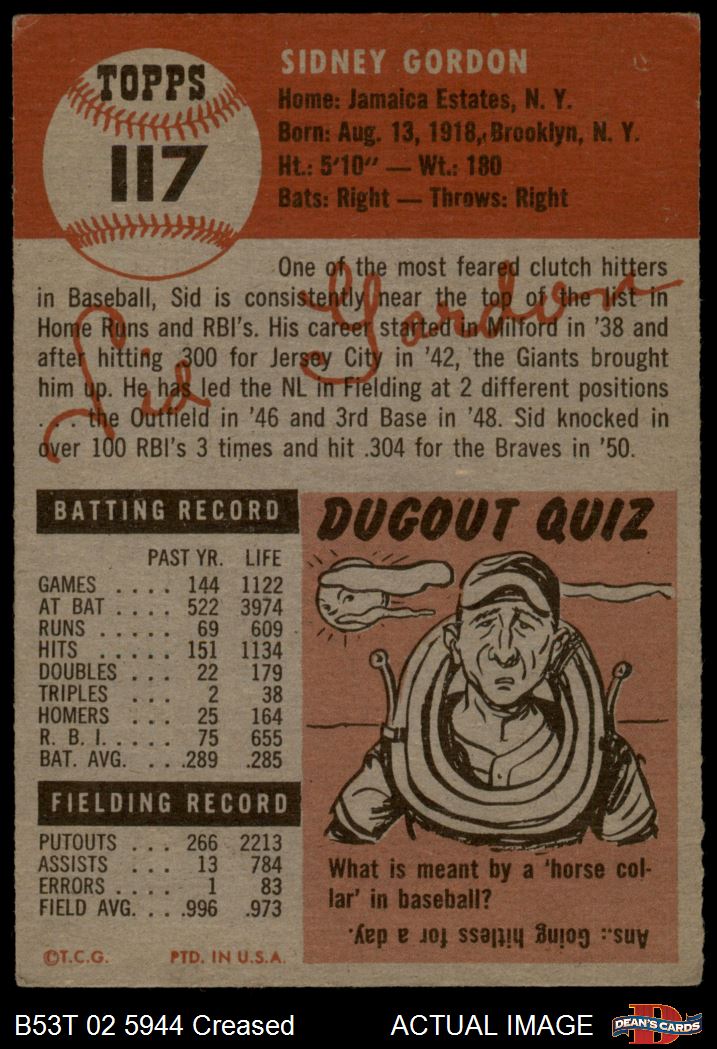 TOPPS
117
SIDNEY GORDON
Home: Jamaica Estates, N. Y.
Born: Aug. 13, 1918, Brooklyn, N. Y.
Ht.: 5'10" — Wt.: 180
Bats: Right — Throws: Right
One of the most feared clutch hitters
in Baseball, Sid is consistently near the top of the list in
Home Runs and RBI's. His career started in Milford in '38 and
after hitting .300 for Jersey City in '42, the Giants brought
him up. He has led the NL in Fielding at 2 different positions
. . . the Outfield in '46 and 3rd Base in '48. Sid knocked in
over 100 RBI's 3 times and hit .304 for the Braves in '50.
Sid Gordon
BATTING RECORD
PAST YR. LIFE
GAMES . . . . 144 1122
AT BAT . . . . 522 3974
RUNS . . . . . 69 609
HITS . . . . . 151 1134
DOUBLES . . . 22 179
TRIPLES . . . 2 38
HOMERS . . . 25 164
R. B. I. . . . . . 75 655
BAT. AVG. . . . .289 .285
FIELDING RECORD
PUTOUTS . . . 266 2213
ASSISTS . . . . 13 784
ERRORS . . . . 1 83
FIELD AVG. . . . .996 .973
©T.C.G. PTD. IN U.S.A.
DUGOUT QUIZ
What is meant by a 'horse col-
lar' in baseball?
Ans.: Going hitless for a day.
B53T 02 5944 Creased ACTUAL IMAGE
D
DEAN'S CARDS